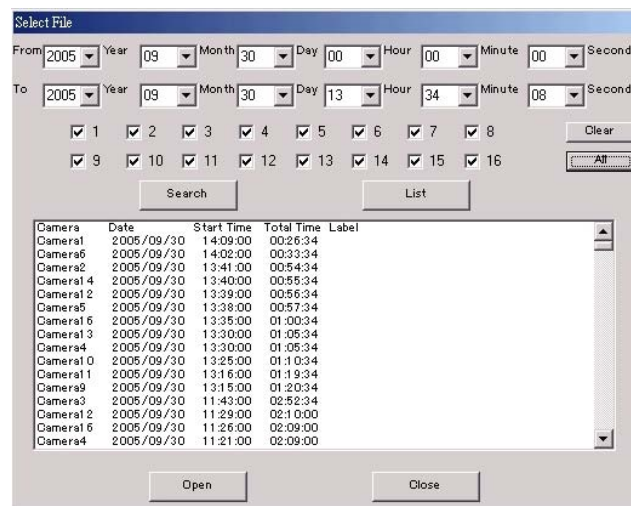 Select File
From 2005 Year 09 Month 30 Day 00 Hour 00 Minute 00 Second
To 2005 Year 09 Month 30 Day 13 Hour 34 Minute 08 Second
1 2 3 4 5 6 7 8 Clear
9 10 11 12 13 14 15 16 All
Search List
Camera Date Start Time Total Time Label
Camera1 2005/09/30 14:09:00 00:26:34
Camera6 2005/09/30 14:02:00 00:33:34
Camera2 2005/09/30 13:41:00 00:54:34
Camera14 2005/09/30 13:40:00 00:55:34
Camera12 2005/09/30 13:39:00 00:56:34
Camera5 2005/09/30 13:38:00 00:57:34
Camera16 2005/09/30 13:35:00 01:00:34
Camera13 2005/09/30 13:30:00 01:05:34
Camera4 2005/09/30 13:30:00 01:05:34
Camera10 2005/09/30 13:25:00 01:10:34
Camera11 2005/09/30 13:16:00 01:19:34
Camera9 2005/09/30 13:15:00 01:20:34
Camera3 2005/09/30 11:43:00 02:52:34
Camera12 2005/09/30 11:29:00 02:10:00
Camera16 2005/09/30 11:26:00 02:09:00
Camera4 2005/09/30 11:21:00 02:09:00
Open Close